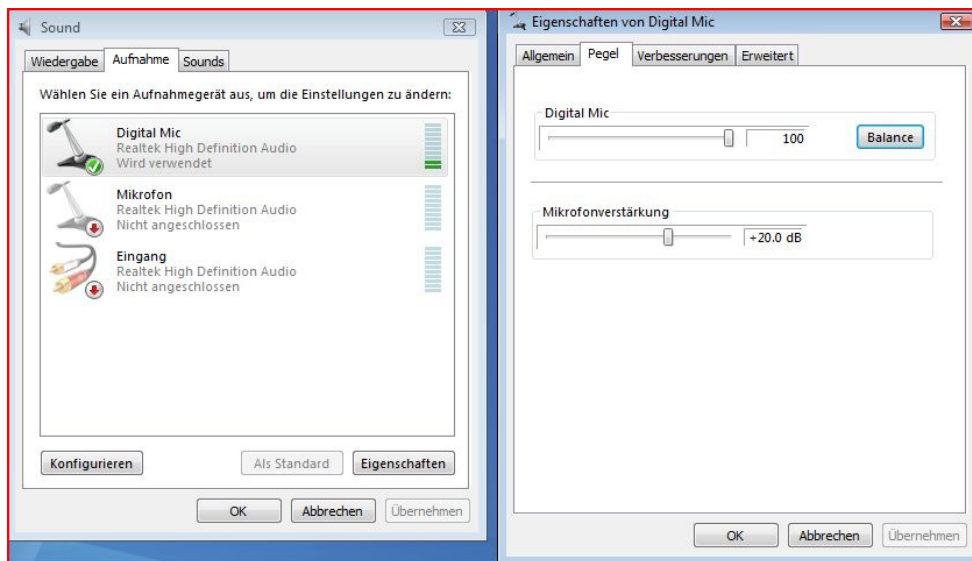 Sound
Wiedergabe Aufnahme Sounds
Wählen Sie ein Aufnahmegerät aus, um die Einstellungen zu ändern:
Digital Mic
Realtek High Definition Audio
Wird verwendet
Mikrofon
Realtek High Definition Audio
Nicht angeschlossen
Eingang
Realtek High Definition Audio
Nicht angeschlossen
Konfigurieren Als Standard Eigenschaften
OK Abbrechen Übernehmen
Eigenschaften von Digital Mic
Allgemein Pegel Verbesserungen Erweitert
Digital Mic
100 Balance
Mikrofonverstärkung
+20.0 dB
OK Abbrechen Übernehmen